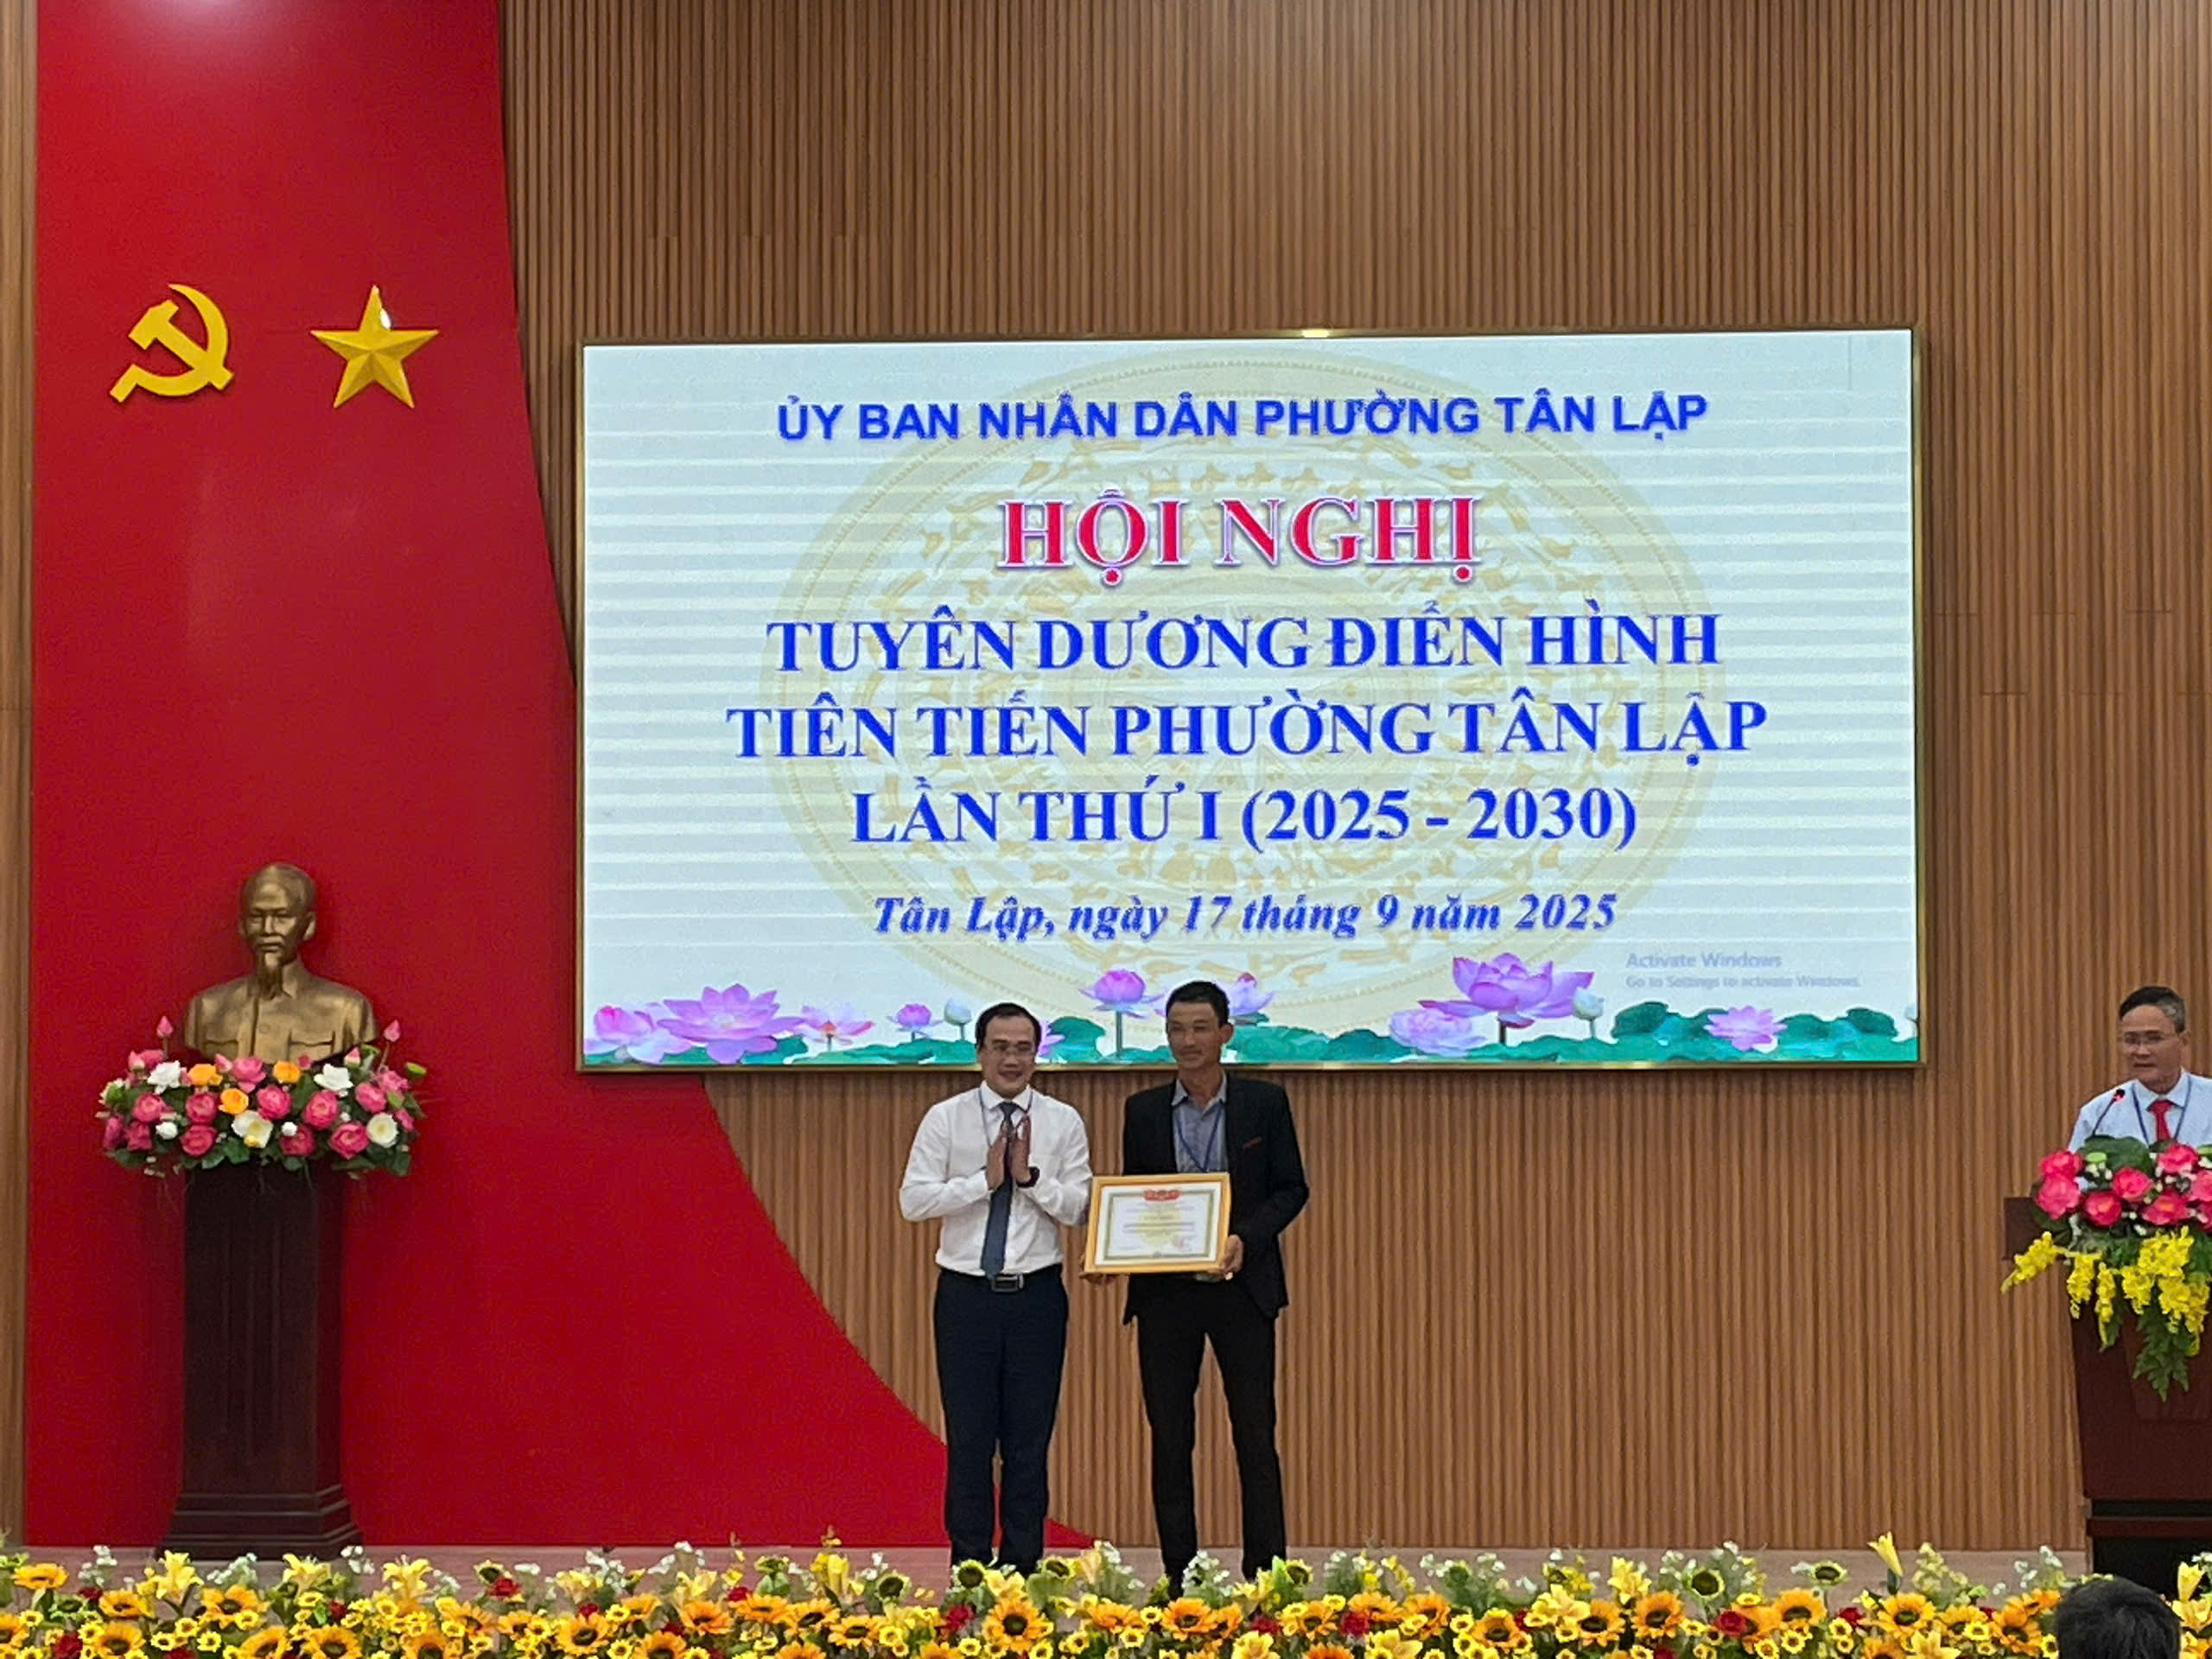 ỦY BAN NHÂN DÂN PHƯỜNG TÂN LẬP
HỘI NGHỊ
TUYÊN DƯƠNG ĐIỂN HÌNH
TIÊN TIẾN PHƯỜNG TÂN LẬP
LẦN THỨ I (2025 - 2030)
Tân Lập, ngày 17 tháng 9 năm 2025
Activate Windows
Go to Settings to activate Windows.